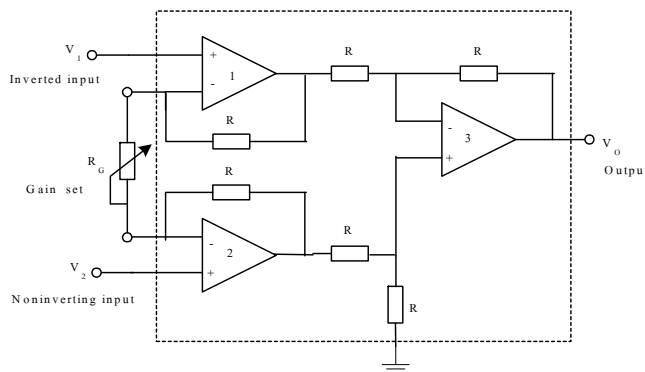 V1
Inverted input
+
-
1
R
R
R
-
3
+
VO
Outpu
R
RG
Gain set
R
-
2
+
R
V2
Noninverting input
R